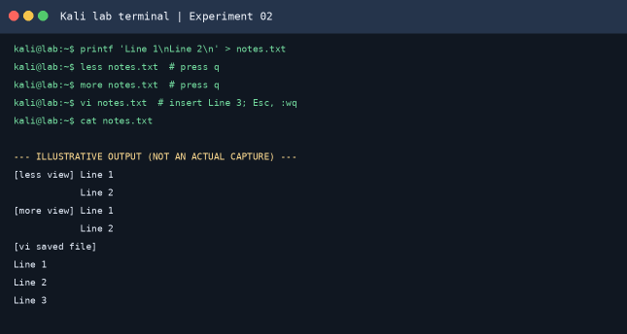 Kali lab terminal | Experiment 02
kali@lab:~$ printf 'Line 1\nLine 2\n' > notes.txt
kali@lab:~$ less notes.txt  # press q
kali@lab:~$ more notes.txt  # press q
kali@lab:~$ vi notes.txt  # insert Line 3; Esc, :wq
kali@lab:~$ cat notes.txt
--- ILLUSTRATIVE OUTPUT (NOT AN ACTUAL CAPTURE) ---
[less view] Line 1
Line 2
[more view] Line 1
Line 2
[vi saved file]
Line 1
Line 2
Line 3